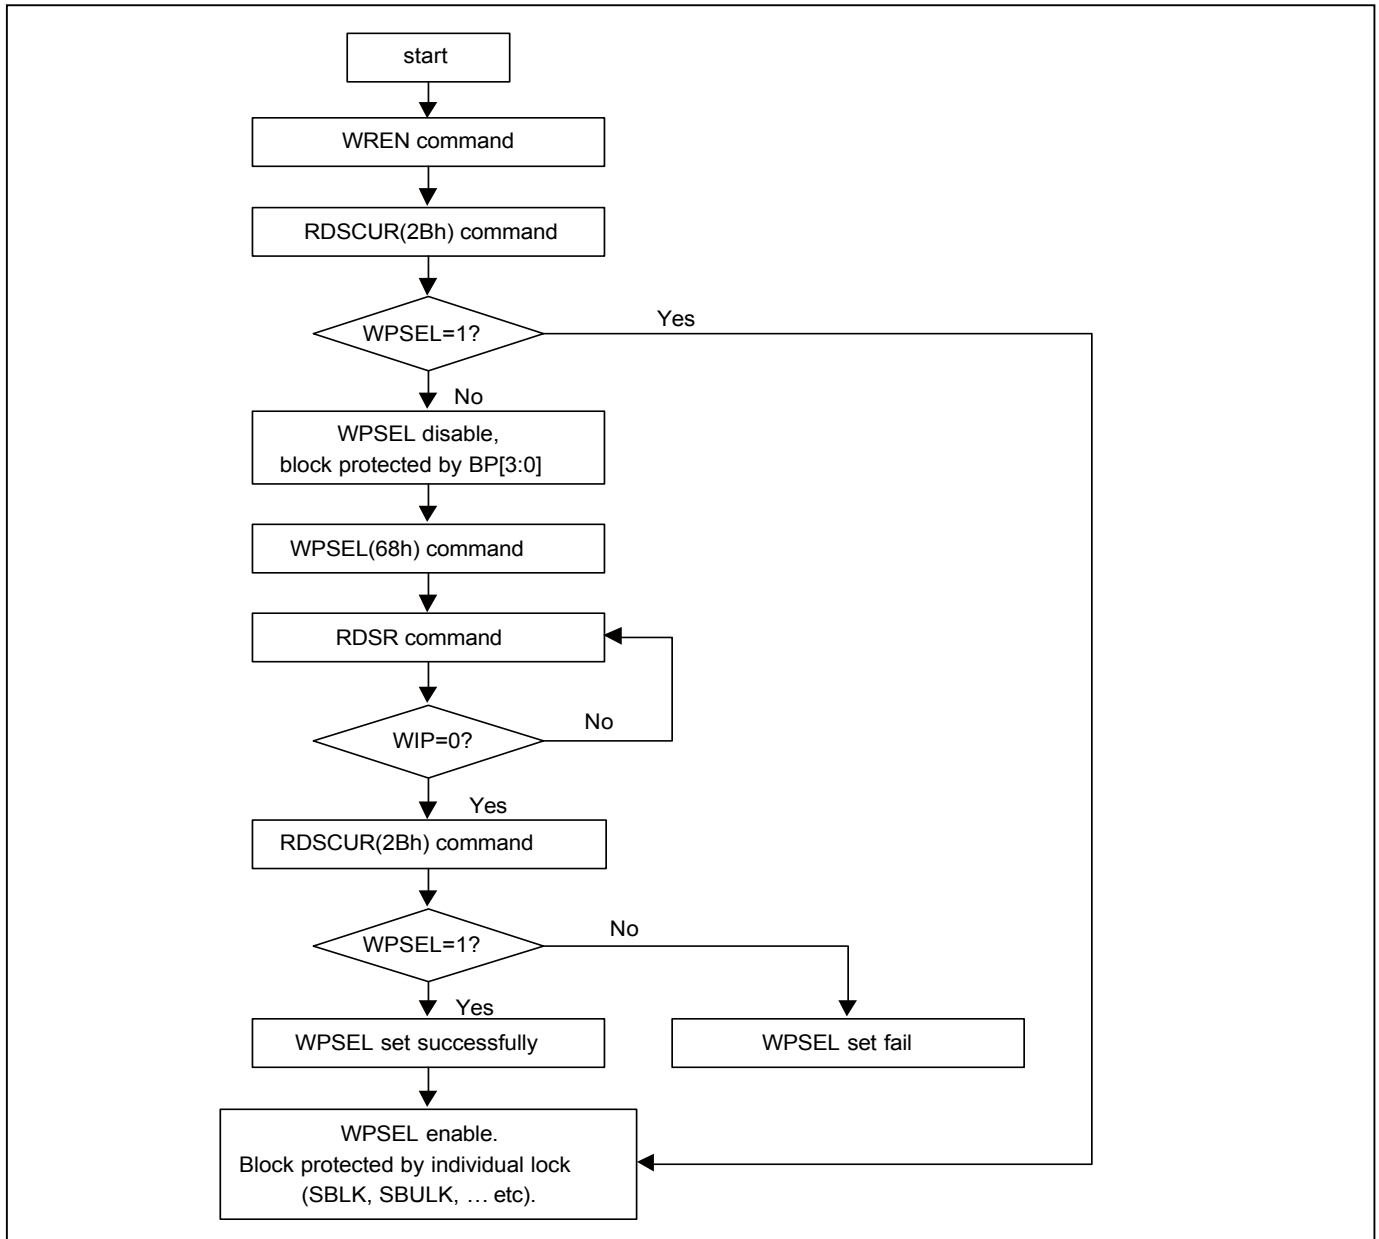 start
WREN command
RDSCUR(2Bh) command
WPSEL=1?
Yes
No
WPSEL disable,
block protected by BP[3:0]
WPSEL(68h) command
RDSR command
WIP=0?
No
Yes
RDSCUR(2Bh) command
WPSEL=1?
No
Yes
WPSEL set successfully
WPSEL set fail
WPSEL enable.
Block protected by individual lock
(SBLK, SBULK, … etc).